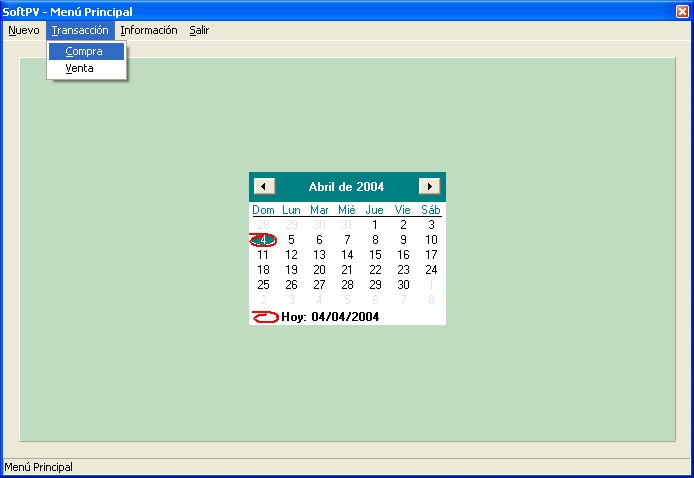 SoftPV - Menú Principal
Nuevo Transacción Información Salir
Compra
Venta
Abril de 2004
Dom Lun Mar Mié Jue Vie Sáb
28 29 30 31 1 2 3
4 5 6 7 8 9 10
11 12 13 14 15 16 17
18 19 20 21 22 23 24
25 26 27 28 29 30 1
2 3 4 5 6 7 8
Hoy: 04/04/2004
Menú Principal